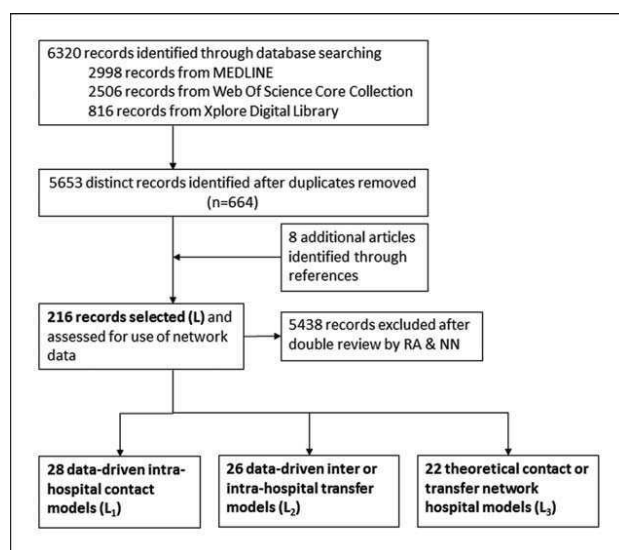 6320 records identified through database searching
2998 records from MEDLINE
2506 records from Web Of Science Core Collection
816 records from Xplore Digital Library
5653 distinct records identified after duplicates removed
(n=664)
8 additional articles
identified through
references
216 records selected (L) and
assessed for use of network
data
5438 records excluded after
double review by RA & NN
28 data-driven intra-
hospital contact
models (L₁)
26 data-driven inter or
intra-hospital transfer
models (L₂)
22 theoretical contact or
transfer network
hospital models (L₃)